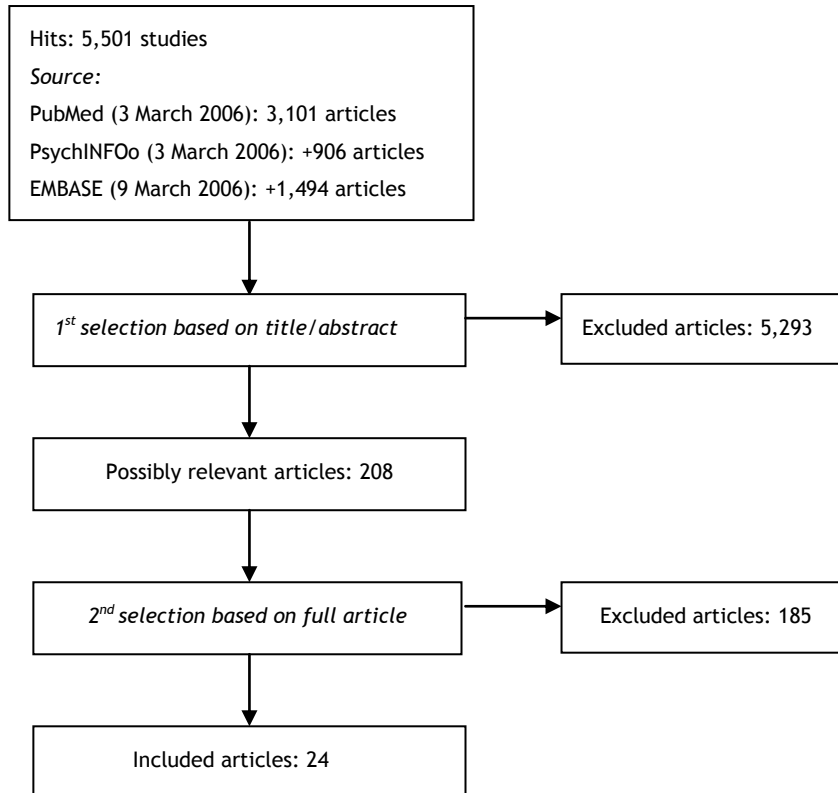 Hits: 5,501 studies
Source:
PubMed (3 March 2006): 3,101 articles
PsychINFOo (3 March 2006): +906 articles
EMBASE (9 March 2006): +1,494 articles
1st selection based on title/abstract
Excluded articles: 5,293
Possibly relevant articles: 208
2nd selection based on full article
Excluded articles: 185
Included articles: 24